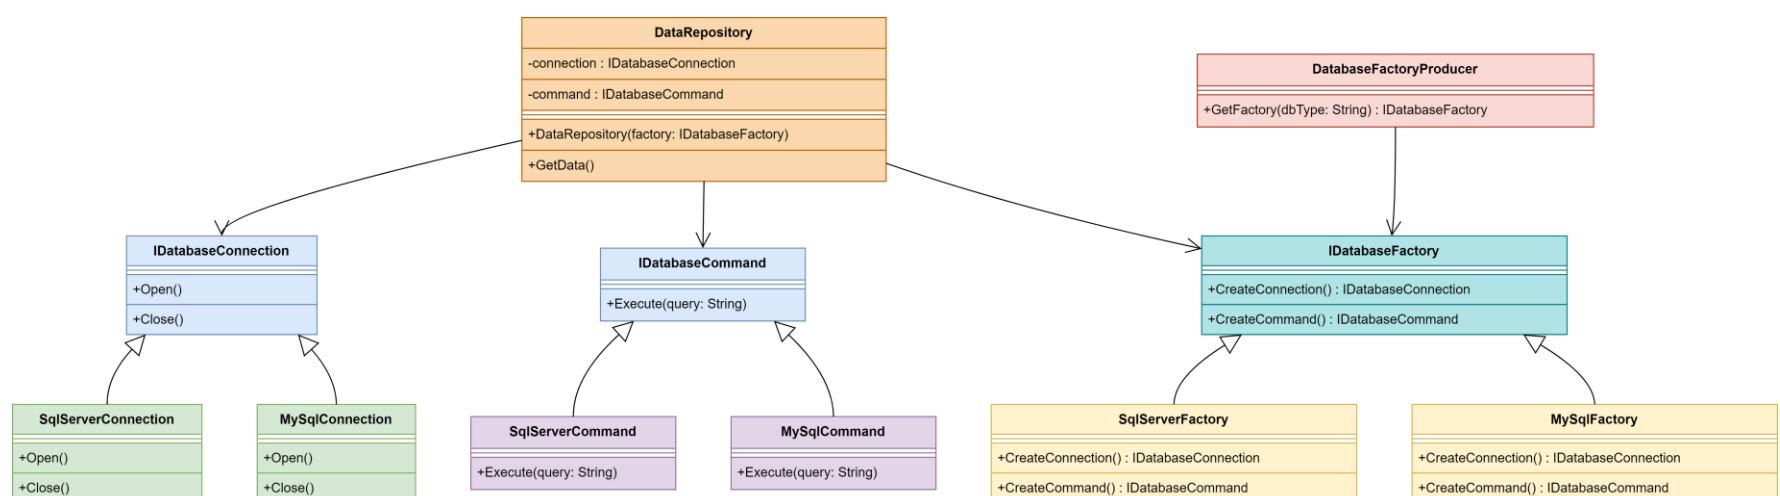 DataRepository
-connection : IDatabaseConnection
-command : IDatabaseCommand
+DataRepository(factory: IDatabaseFactory)
+GetData()
DatabaseFactoryProducer
+GetFactory(dbType: String) : IDatabaseFactory
IDatabaseConnection
+Open()
+Close()
IDatabaseCommand
+Execute(query: String)
IDatabaseFactory
+CreateConnection() : IDatabaseConnection
+CreateCommand() : IDatabaseCommand
SqlServerConnection
+Open()
+Close()
MySqlConnection
+Open()
+Close()
SqlServerCommand
+Execute(query: String)
MySqlCommand
+Execute(query: String)
SqlServerFactory
+CreateConnection() : IDatabaseConnection
+CreateCommand() : IDatabaseCommand
MySqlFactory
+CreateConnection() : IDatabaseConnection
+CreateCommand() : IDatabaseCommand